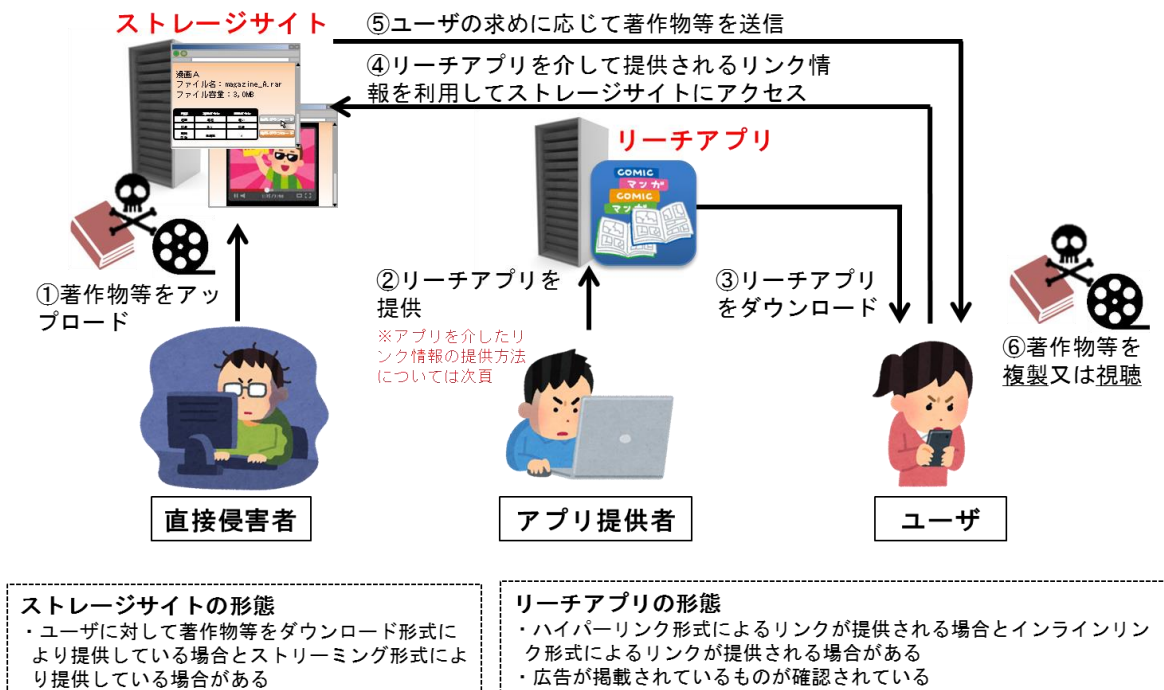 ストレージサイト
⑤ユーザの求めに応じて著作物等を送信
④リーチアプリを介して提供されるリンク情
報を利用してストレージサイトにアクセス
漫画A
ファイル名：magazine_A.rar
ファイル容量：3,0MB
リーチアプリ
COMIC
マンガ
COMIC
マンガ
①著作物等をアッ
プロード
②リーチアプリを
提供
※アプリを介したリ
ンク情報の提供方法
については次頁
③リーチアプリ
をダウンロード
⑥著作物等を
複製又は視聴
直接侵害者
アプリ提供者
ユーザ
ストレージサイトの形態
・ユーザに対して著作物等をダウンロード形式に
より提供している場合とストリーミング形式によ
り提供している場合がある
リーチアプリの形態
・ハイパーリンク形式によるリンクが提供される場合とインラインリン
ク形式によるリンクが提供される場合がある
・広告が掲載されているものが確認されている